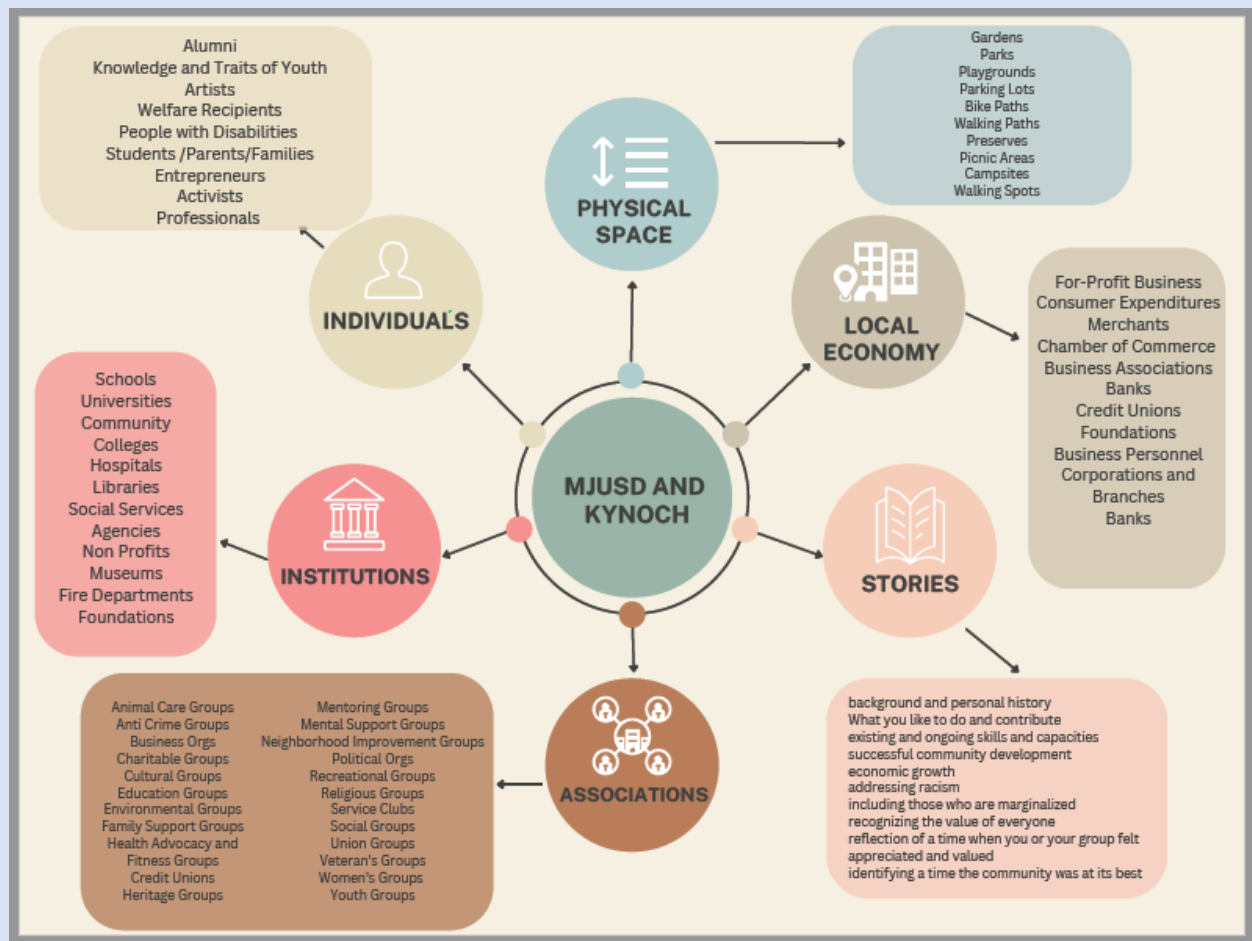 Alumni
Knowledge and Traits of Youth
Artists
Welfare Recipients
People with Disabilities
Students /Parents/Families
Entrepreneurs
Activists
Professionals
INDIVIDUALS
PHYSICAL
SPACE
Gardens
Parks
Playgrounds
Parking Lots
Bike Paths
Walking Paths
Preserves
Picnic Areas
Campsites
Walking Spots
LOCAL
ECONOMY
For-Profit Business
Consumer Expenditures
Merchants
Chamber of Commerce
Business Associations
Banks
Credit Unions
Foundations
Business Personnel
Corporations and
Branches
Banks
MJUSD AND
KYNOCH
Schools
Universities
Community
Colleges
Hospitals
Libraries
Social Services
Agencies
Non Profits
Museums
Fire Departments
Foundations
INSTITUTIONS
STORIES
background and personal history
What you like to do and contribute
existing and ongoing skills and capacities
successful community development
economic growth
addressing racism
including those who are marginalized
recognizing the value of everyone
reflection of a time when you or your group felt
appreciated and valued
identifying a time the community was at its best
ASSOCIATIONS
Animal Care Groups
Anti Crime Groups
Business Orgs
Charitable Groups
Cultural Groups
Education Groups
Environmental Groups
Family Support Groups
Health Advocacy and
Fitness Groups
Credit Unions
Heritage Groups
Mentoring Groups
Mental Support Groups
Neighborhood Improvement Groups
Political Orgs
Recreational Groups
Religious Groups
Service Clubs
Social Groups
Union Groups
Veteran's Groups
Women's Groups
Youth Groups